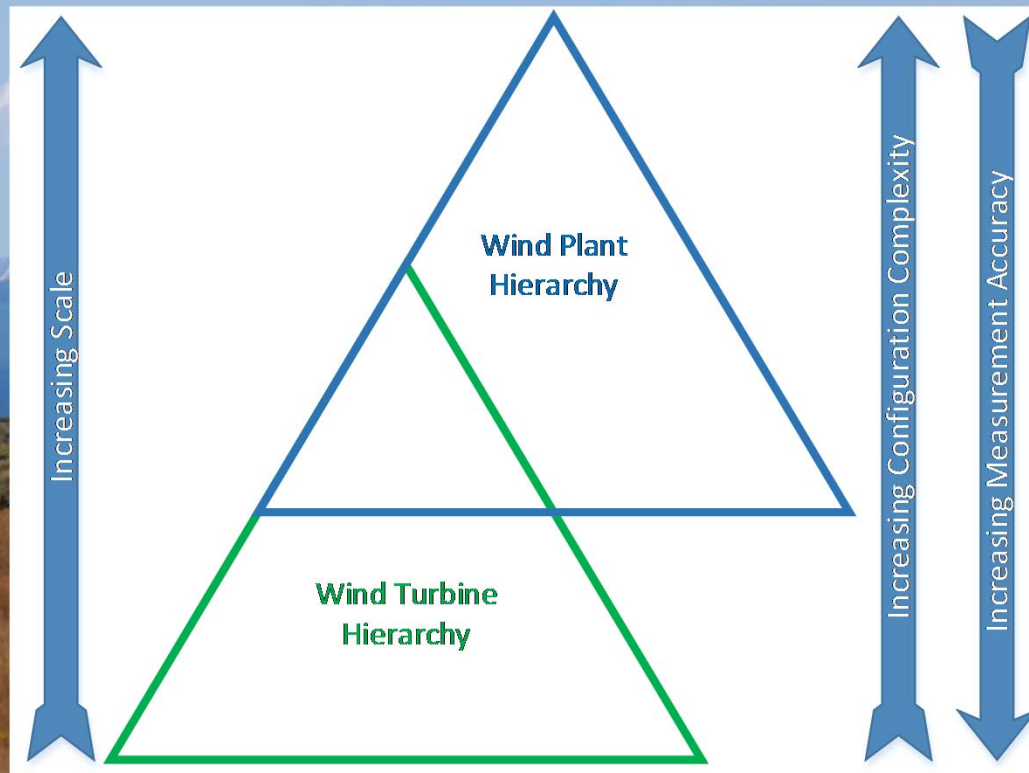 Increasing Scale
Wind Plant
Hierarchy
Wind Turbine
Hierarchy
Increasing Configuration Complexity
Increasing Measurement Accuracy